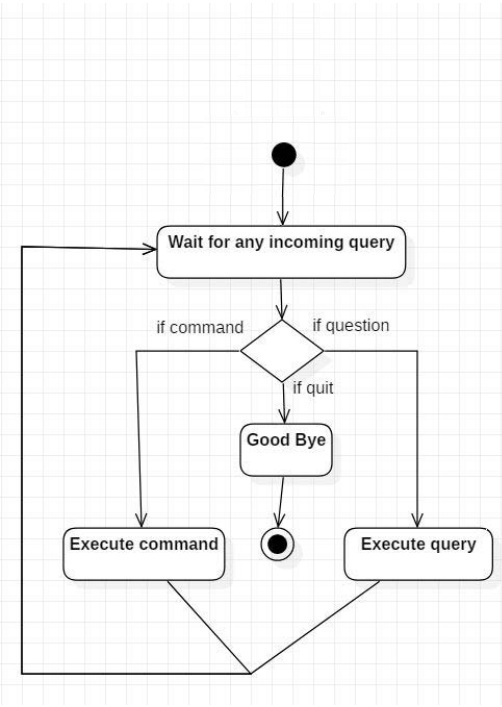 Wait for any incoming query
if command
if question
if quit
Good Bye
Execute command
Execute query